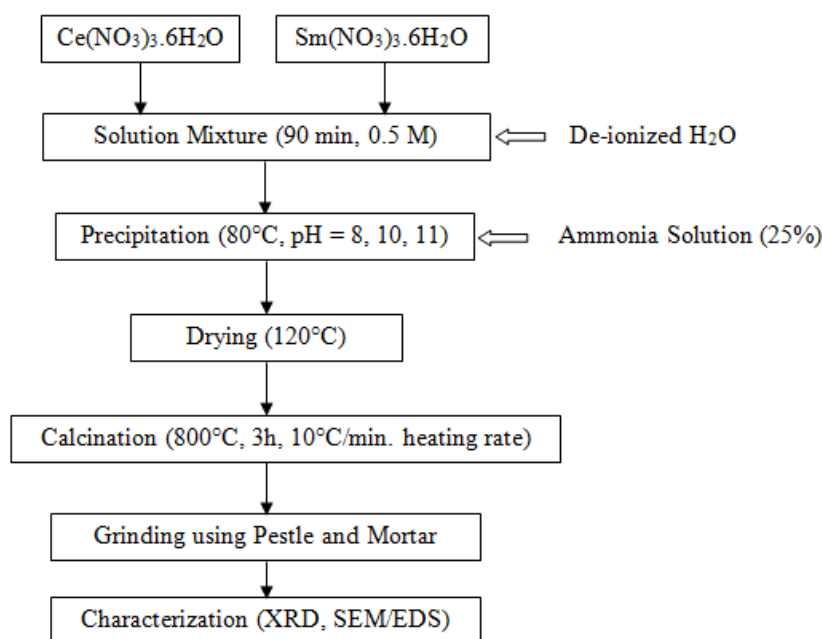 Ce(NO₃)₃.6H₂O
Sm(NO₃)₃.6H₂O
Solution Mixture (90 min, 0.5 M)
De-ionized H₂O
Precipitation (80°C, pH = 8, 10, 11)
Ammonia Solution (25%)
Drying (120°C)
Calcination (800°C, 3h, 10°C/min. heating rate)
Grinding using Pestle and Mortar
Characterization (XRD, SEM/EDS)